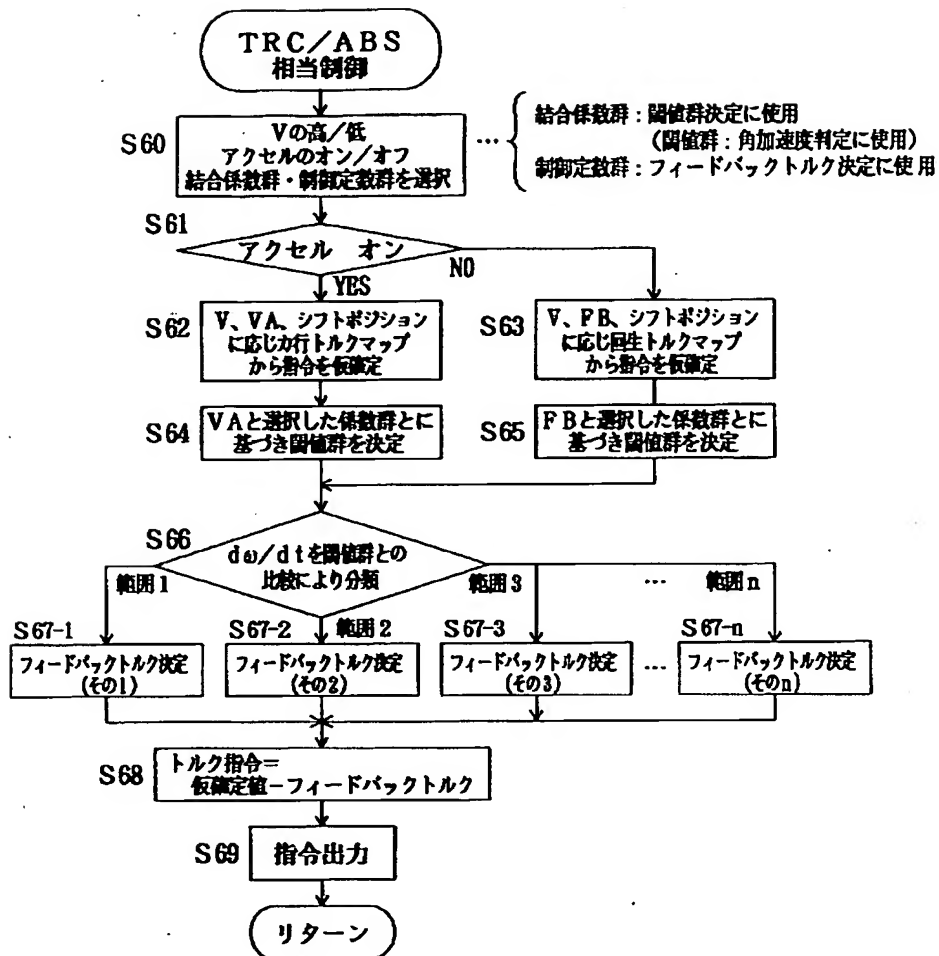 TRC/ABS
相当制御
S60
Vの高/低
アクセルのオン/オフ
結合係数群・制御定数群を選択
…
結合係数群：閾値群決定に使用
(閾値群：角加速度判定に使用)
制御定数群：フィードバックトルク決定に使用
S61
アクセル オン
NO
YES
S62
V、VA、シフトポジション
に応じ力行トルクマップ
から指令を仮確定
S63
V、FB、シフトポジション
に応じ回生トルクマップ
から指令を仮確定
S64
VAと選択した係数群とに
基づき閾値群を決定
S65
FBと選択した係数群とに
基づき閾値群を決定
S66
dω/dtを閾値群との
比較により分類
範囲1
範囲2
範囲3
…
範囲n
S67-1
フィードバックトルク決定
(その1)
S67-2
フィードバックトルク決定
(その2)
S67-3
フィードバックトルク決定
(その3)
…
S67-n
フィードバックトルク決定
(そのn)
S68
トルク指令=
仮確定値-フィードバックトルク
S69
指令出力
リターン